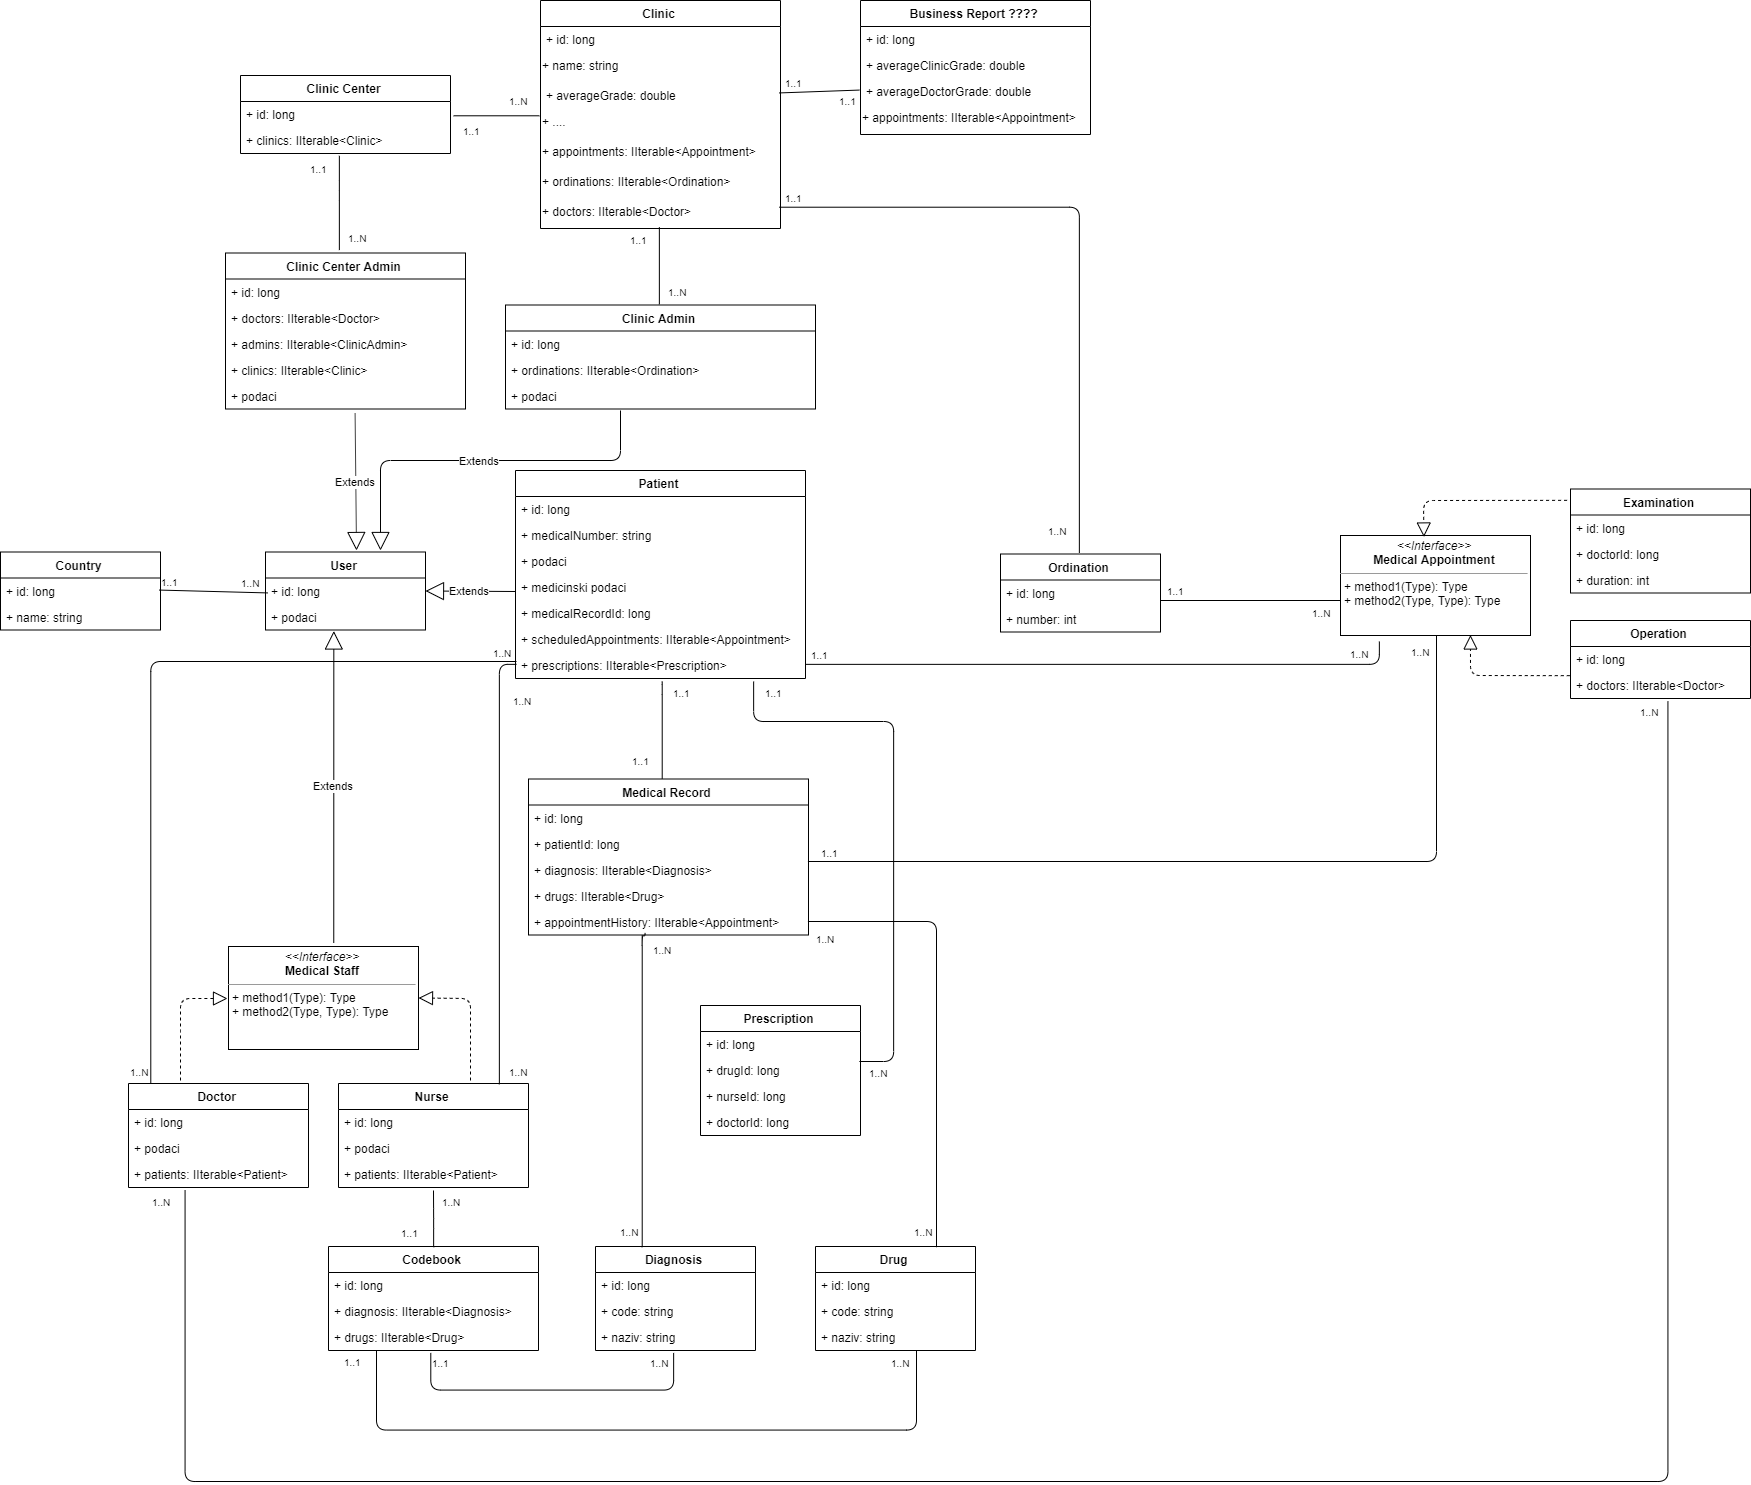 Clinic
+ id: long
+ name: string
+ averageGrade: double
+ ....
+ appointments: IIterable<Appointment>
+ ordinations: IIterable<Ordination>
+ doctors: IIterable<Doctor>
Business Report ????
+ id: long
+ averageClinicGrade: double
+ averageDoctorGrade: double
+ appointments: IIterable<Appointment>
1..1
1..1
Clinic Center
+ id: long
+ clinics: IIterable<Clinic>
1..N
1..1
1..1
1..N
1..1
1..1
1..N
Clinic Center Admin
+ id: long
+ doctors: IIterable<Doctor>
+ admins: IIterable<ClinicAdmin>
+ clinics: IIterable<Clinic>
+ podaci
Clinic Admin
+ id: long
+ ordinations: IIterable<Ordination>
+ podaci
Extends
Extends
Country
+ id: long
+ name: string
1..1
1..N
User
+ id: long
+ podaci
Extends
Patient
+ id: long
+ medicalNumber: string
+ podaci
+ medicinski podaci
+ medicalRecordId: long
+ scheduledAppointments: IIterable<Appointment>
+ prescriptions: IIterable<Prescription>
1..N
Ordination
+ id: long
+ number: int
1..1
1..N
<<Interface>>
Medical Appointment
+ method1(Type): Type
+ method2(Type, Type): Type
Examination
+ id: long
+ doctorId: long
+ duration: int
Operation
+ id: long
+ doctors: IIterable<Doctor>
1..N
1..N
1..1
1..N
1..N
1..N
1..1
1..1
1..1
Extends
Medical Record
+ id: long
+ patientId: long
+ diagnosis: IIterable<Diagnosis>
+ drugs: IIterable<Drug>
+ appointmentHistory: IIterable<Appointment>
1..1
1..N
1..N
<<Interface>>
Medical Staff
+ method1(Type): Type
+ method2(Type, Type): Type
Prescription
+ id: long
+ drugId: long
+ nurseId: long
+ doctorId: long
1..N
1..N
1..N
Doctor
+ id: long
+ podaci
+ patients: IIterable<Patient>
Nurse
+ id: long
+ podaci
+ patients: IIterable<Patient>
1..N
1..N
1..1
1..N
1..N
Codebook
+ id: long
+ diagnosis: IIterable<Diagnosis>
+ drugs: IIterable<Drug>
Diagnosis
+ id: long
+ code: string
+ naziv: string
Drug
+ id: long
+ code: string
+ naziv: string
1..1
1..1
1..N
1..N